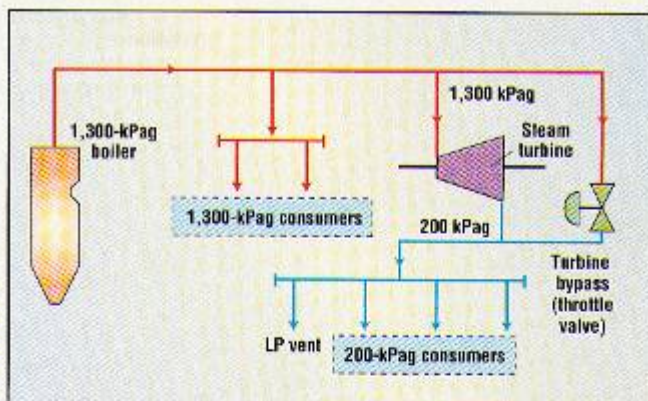 1,300-kPag
boiler
1,300 kPag
Steam
turbine
1,300-kPag consumers
200 kPag
Turbine
bypass
(throttle
valve)
LP vent
200-kPag consumers